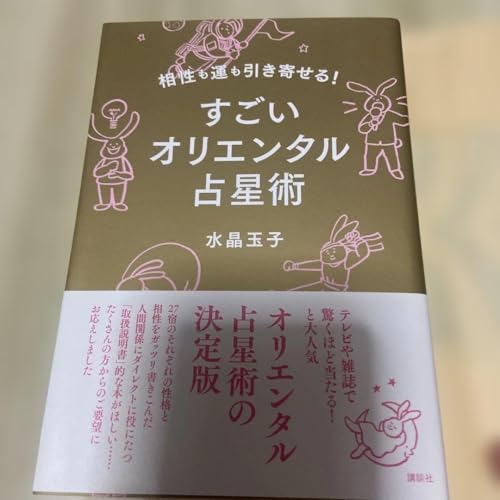 相性も運も引き寄せる！
すごい
オリエンタル
占星術
水晶玉子
テレビや雑誌で
驚くほど当たる！
と大人気
オリエンタル
占星術の
決定版
27宿のそれぞれの性格と
相性をガッツリ書きこんだ
人間関係にダイレクトに役にたつ
「取扱説明書」的な本がほしい……
たくさんの方からのご要望に
お応えしました
講談社